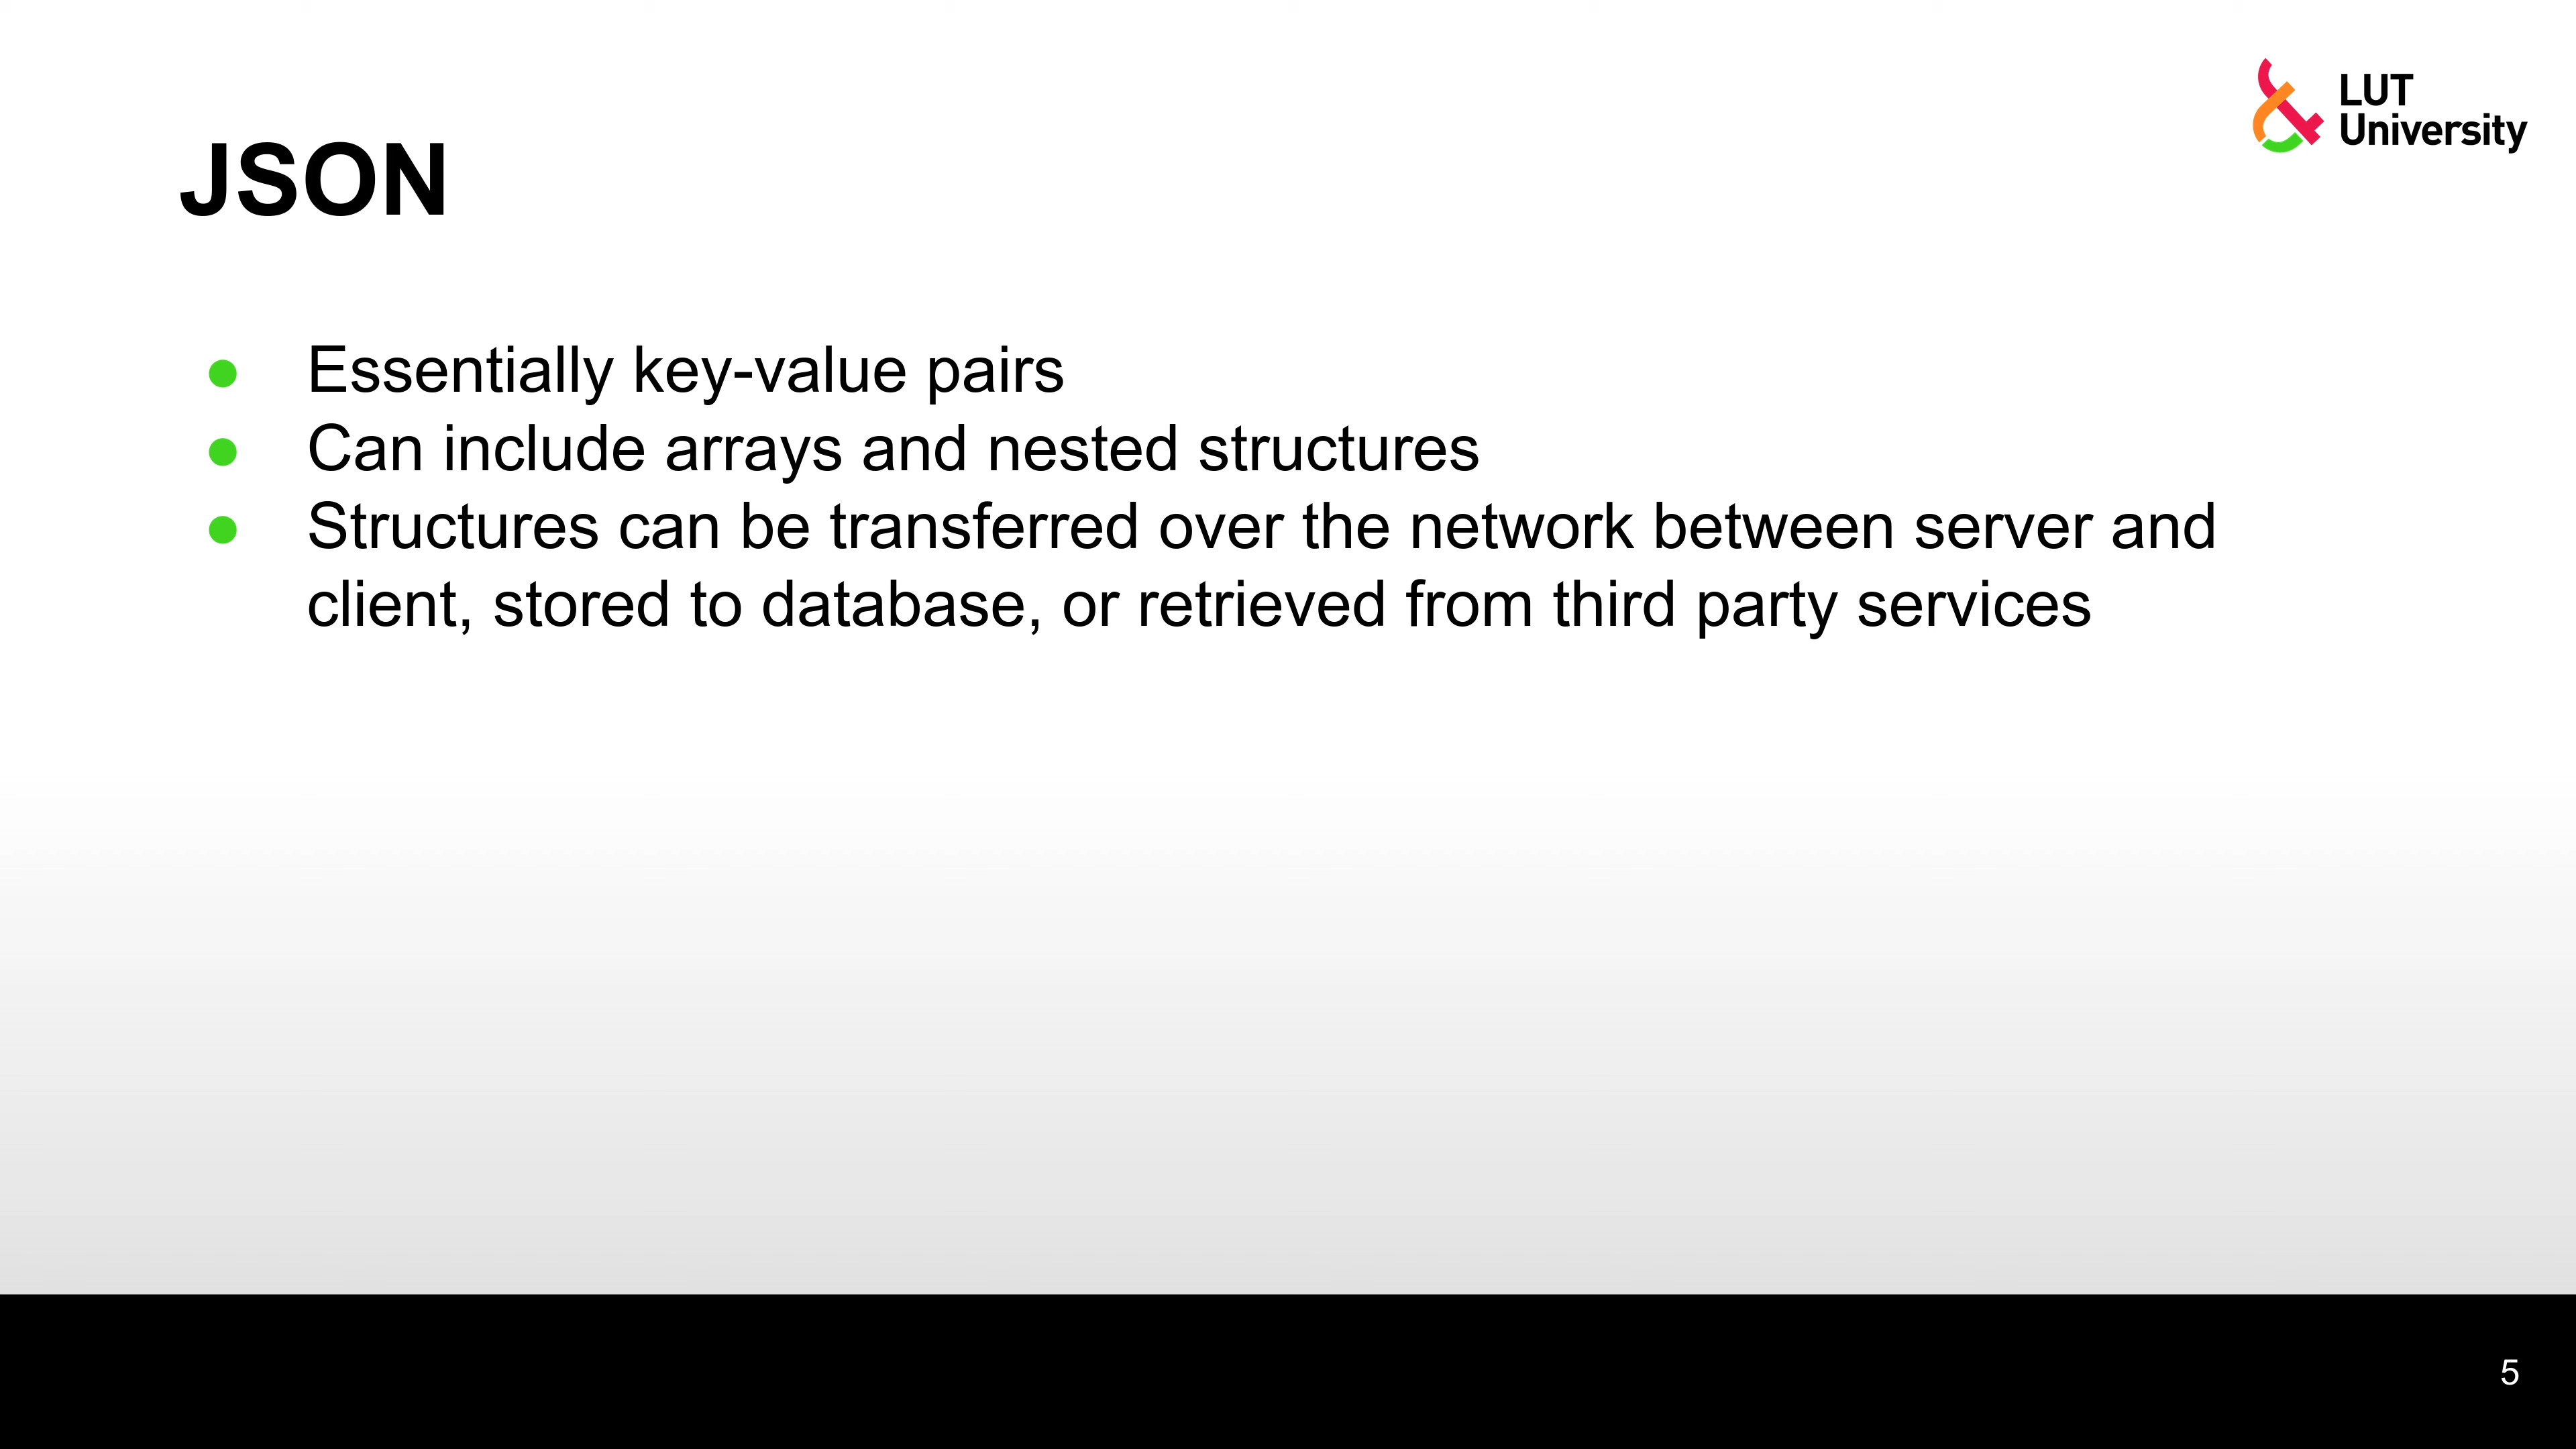 LUT
University
JSON
● Essentially key-value pairs
● Can include arrays and nested structures
● Structures can be transferred over the network between server and
client, stored to database, or retrieved from third party services
5